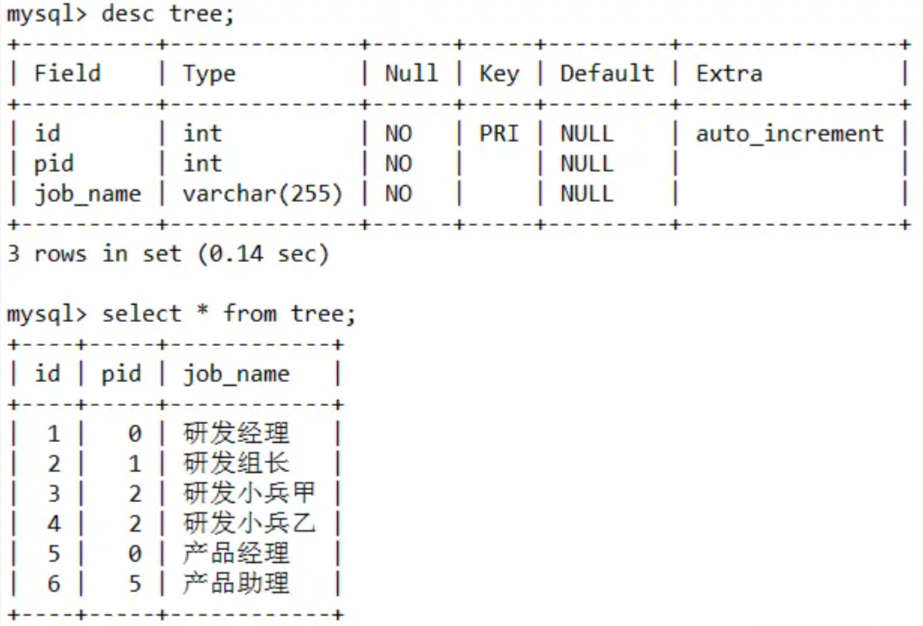 mysql> desc tree;
+----------+--------------+------+-----+---------+----------------+
| Field    | Type         | Null | Key | Default | Extra          |
+----------+--------------+------+-----+---------+----------------+
| id       | int          | NO   | PRI | NULL    | auto_increment |
| pid      | int          | NO   |     | NULL    |                |
| job_name | varchar(255) | NO   |     | NULL    |                |
+----------+--------------+------+-----+---------+----------------+
3 rows in set (0.14 sec)
mysql> select * from tree;
+----+-----+------------+
| id | pid | job_name   |
+----+-----+------------+
|  1 |   0 | 研发经理   |
|  2 |   1 | 研发组长   |
|  3 |   2 | 研发小兵甲 |
|  4 |   2 | 研发小兵乙 |
|  5 |   0 | 产品经理   |
|  6 |   5 | 产品助理   |
+----+-----+------------+